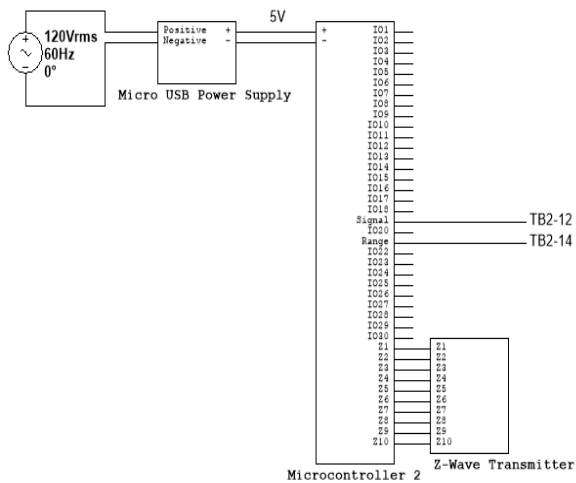 5V
120Vrms
60Hz
0°
Positive +
Negative -
Micro USB Power Supply
+
-
IO1
IO2
IO3
IO4
IO5
IO6
IO7
IO8
IO9
IO10
IO11
IO12
IO13
IO14
IO15
IO16
IO17
IO18
Signal
TB2-12
IO20
Range
TB2-14
IO22
IO23
IO24
IO25
IO26
IO27
IO28
IO29
IO30
Z1 Z1
Z2 Z2
Z3 Z3
Z4 Z4
Z5 Z5
Z6 Z6
Z7 Z7
Z8 Z8
Z9 Z9
Z10 Z10
Z-Wave Transmitter
Microcontroller 2